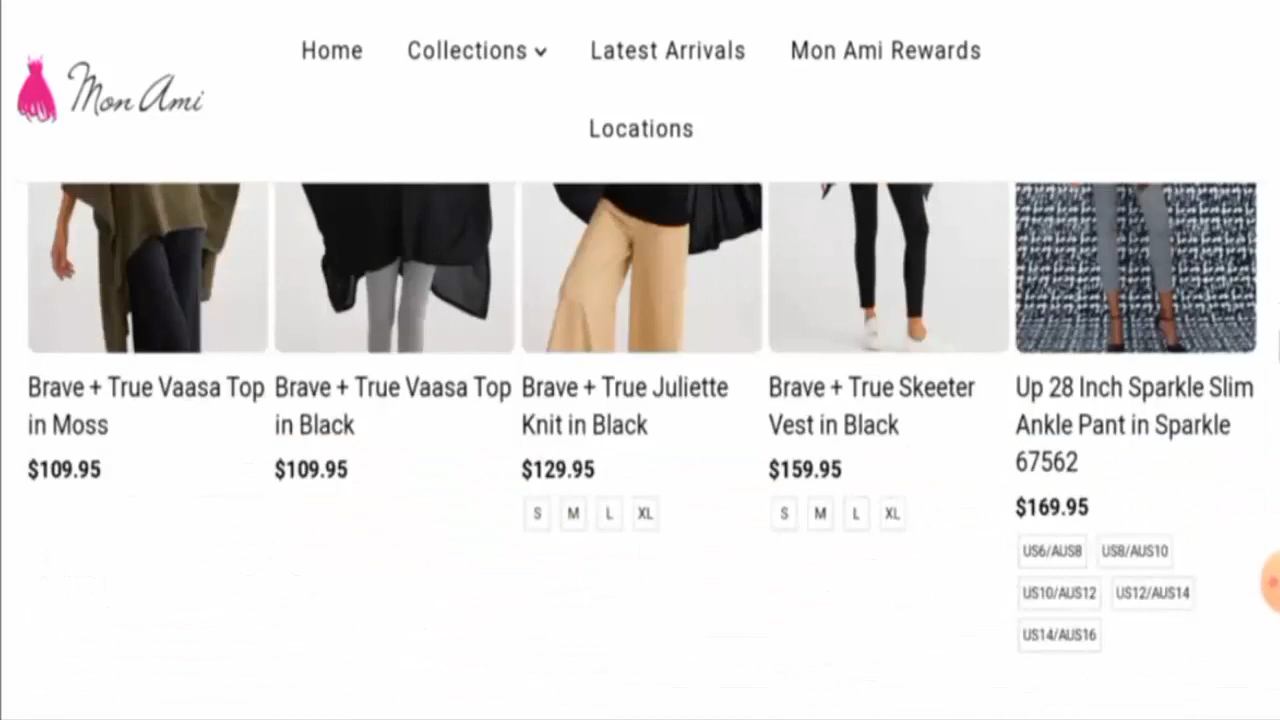 Home Collections Latest Arrivals Mon Ami Rewards
Mon Ami
Locations
Brave + True Vaasa Top
in Moss
$109.95
Brave + True Vaasa Top
in Black
$109.95
Brave + True Juliette
Knit in Black
$129.95
S M L XL
Brave + True Skeeter
Vest in Black
$159.95
S M L XL
Up 28 Inch Sparkle Slim
Ankle Pant in Sparkle
67562
$169.95
US6/AUS8 US8/AUS10
US10/AUS12 US12/AUS14
US14/AUS16